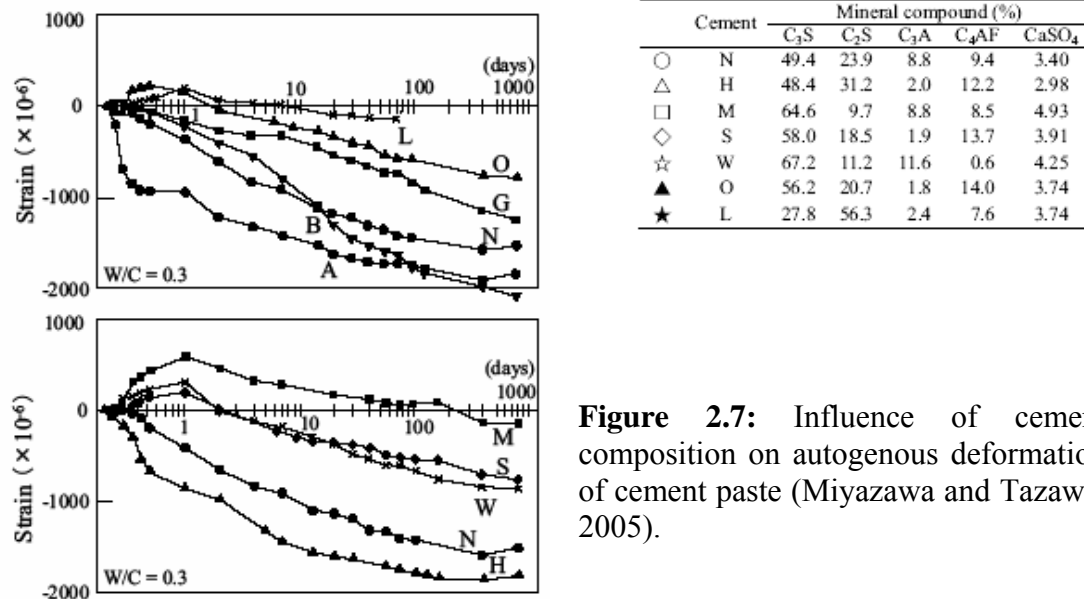 1000
0
-1000
-2000
Strain (×10⁻⁶)
(days)
1
10
100
1000
L
O
G
N
B
A
W/C = 0.3
1000
0
-1000
-2000
Strain (×10⁻⁶)
(days)
1
10
100
1000
M
S
W
N
H
W/C = 0.3
Cement Mineral compound (%)
C₃S C₂S C₃A C₄AF CaSO₄
○ N 49.4 23.9 8.8 9.4 3.40
△ H 48.4 31.2 2.0 12.2 2.98
□ M 64.6 9.7 8.8 8.5 4.93
◇ S 58.0 18.5 1.9 13.7 3.91
☆ W 67.2 11.2 11.6 0.6 4.25
▲ O 56.2 20.7 1.8 14.0 3.74
★ L 27.8 56.3 2.4 7.6 3.74
Figure 2.7: Influence of cemen
composition on autogenous deformatio
of cement paste (Miyazawa and Tazaw
2005).